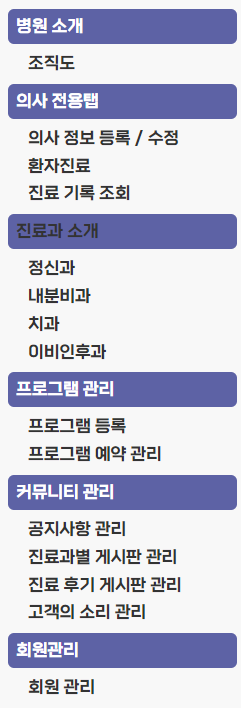 병원 소개
조직도
의사 전용탭
의사 정보 등록 / 수정
환자진료
진료 기록 조회
진료과 소개
정신과
내분비과
치과
이비인후과
프로그램 관리
프로그램 등록
프로그램 예약 관리
커뮤니티 관리
공지사항 관리
진료과별 게시판 관리
진료 후기 게시판 관리
고객의 소리 관리
회원관리
회원 관리